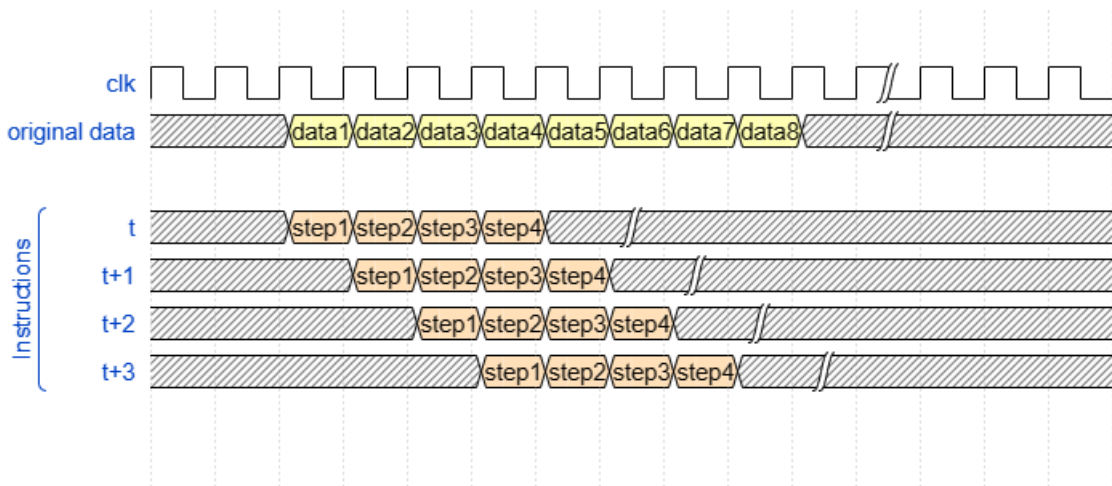 clk
original data data1 data2 data3 data4 data5 data6 data7 data8
Instructions
t step1 step2 step3 step4
t+1 step1 step2 step3 step4
t+2 step1 step2 step3 step4
t+3 step1 step2 step3 step4